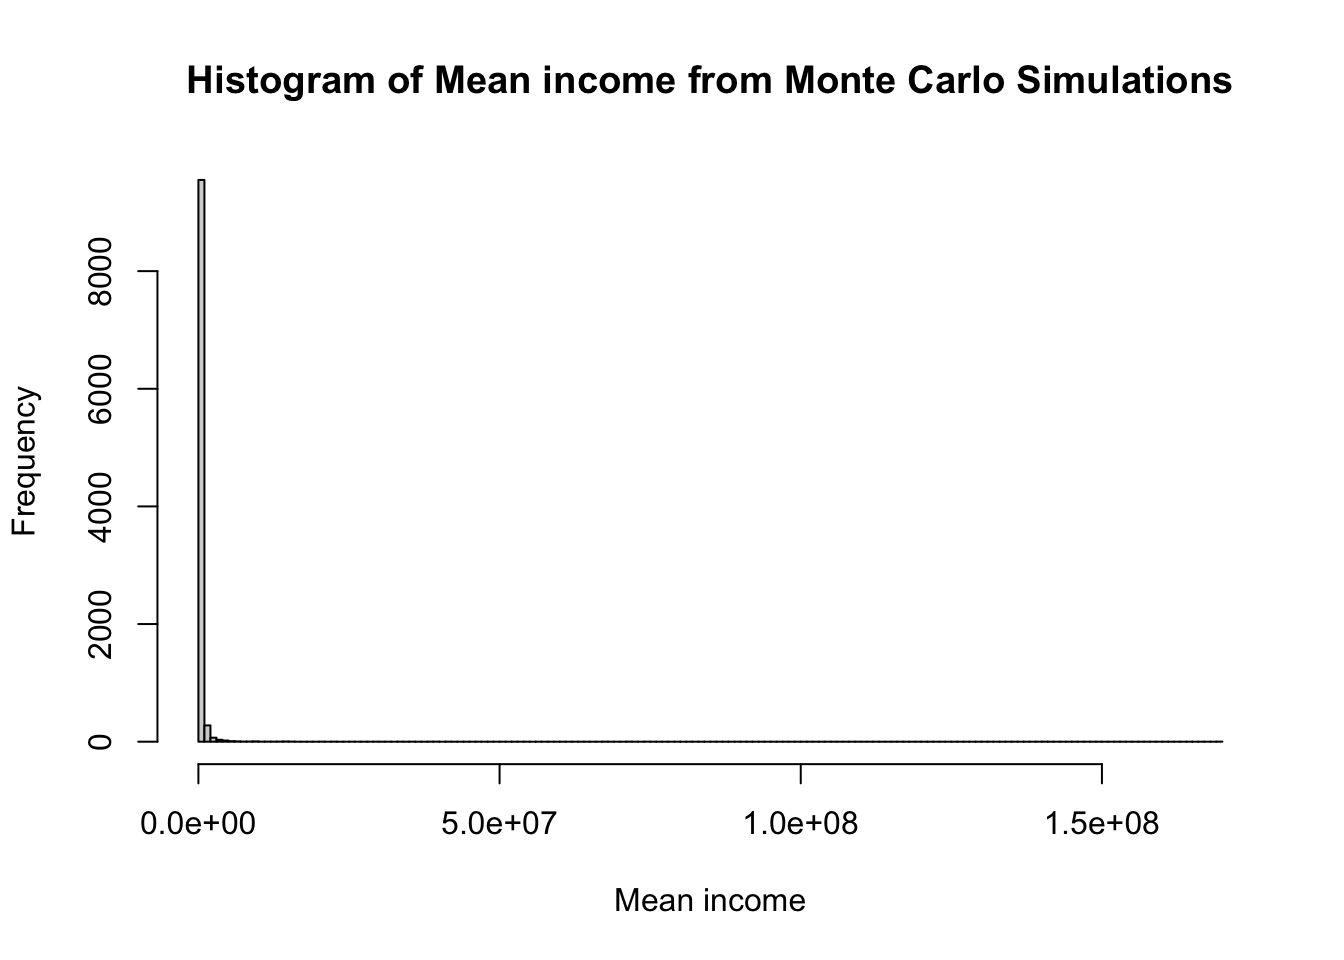 Histogram of Mean income from Monte Carlo Simulations
Frequency
8000
6000
4000
2000
0
0.0e+00 5.0e+07 1.0e+08 1.5e+08
Mean income